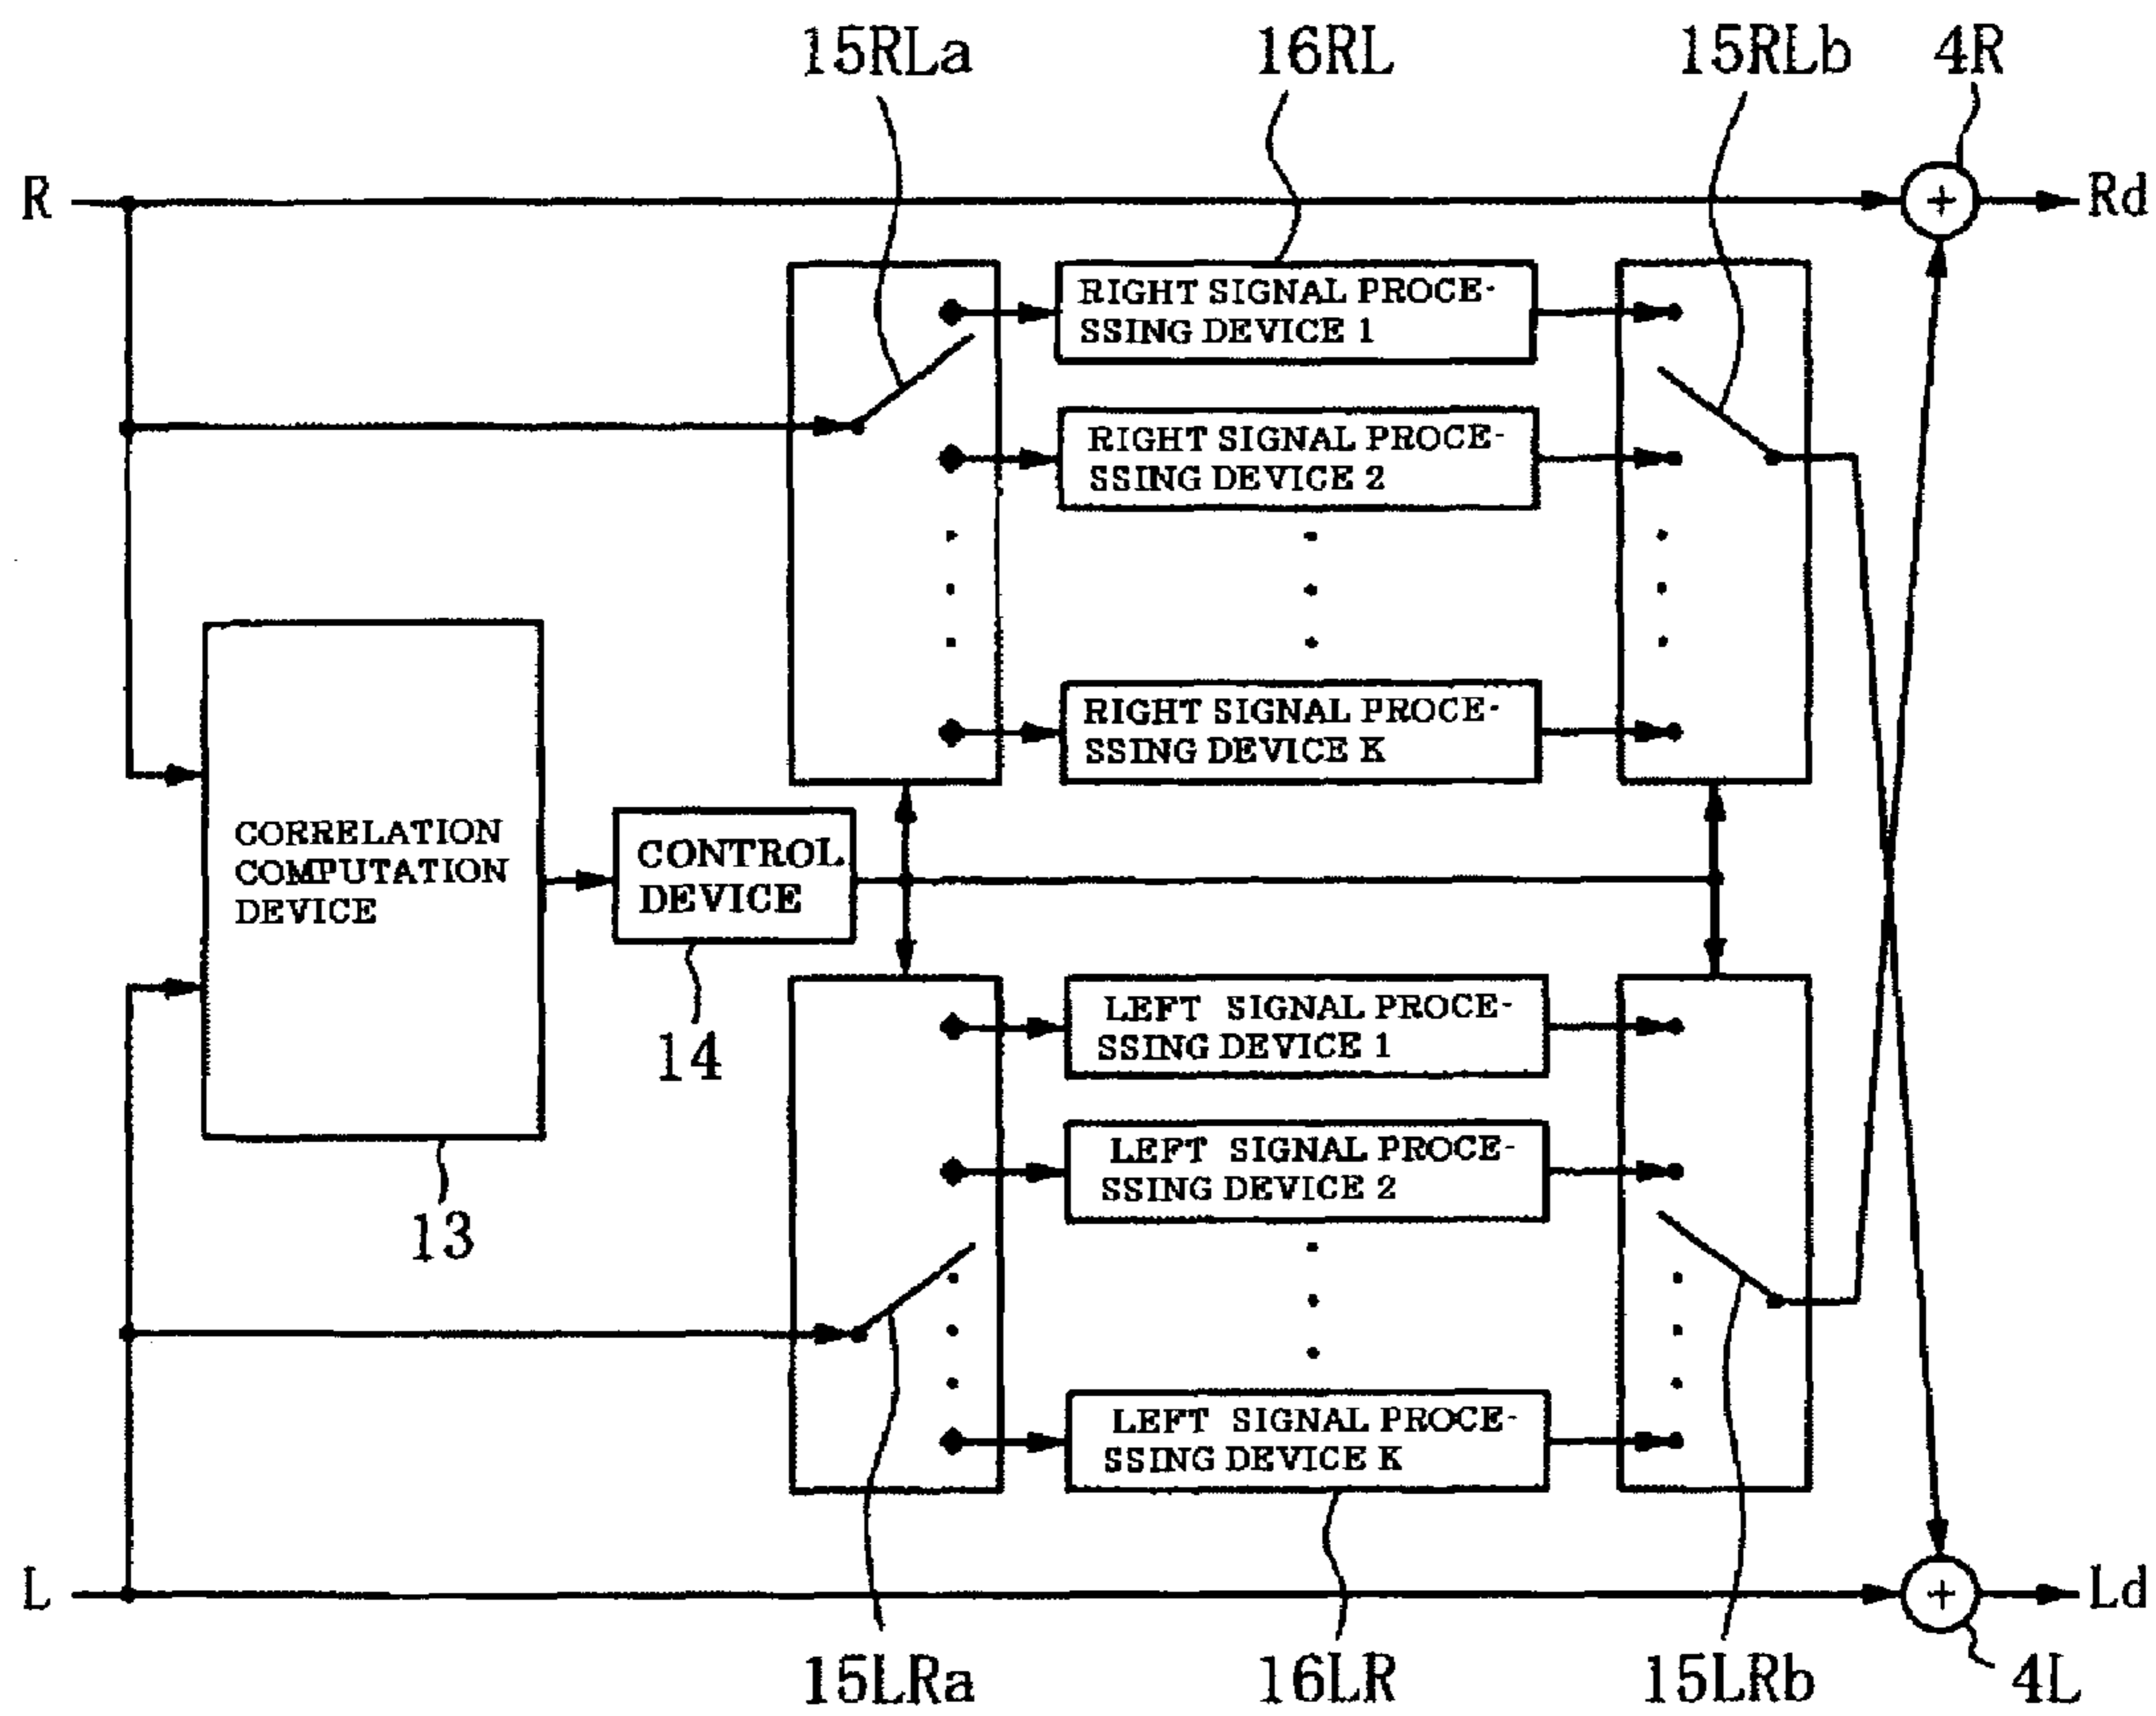 15RLa 16RL 15RLb 4R
R Rd
RIGHT SIGNAL PROCE-
SSING DEVICE 1
RIGHT SIGNAL PROCE-
SSING DEVICE 2
RIGHT SIGNAL PROCE-
SSING DEVICE K
CORRELATION
COMPUTATION
DEVICE
CONTROL
DEVICE
14
13
LEFT SIGNAL PROCE-
SSING DEVICE 1
LEFT SIGNAL PROCE-
SSING DEVICE 2
LEFT SIGNAL PROCE-
SSING DEVICE K
L Ld
15LRa 16LR 15LRb 4L